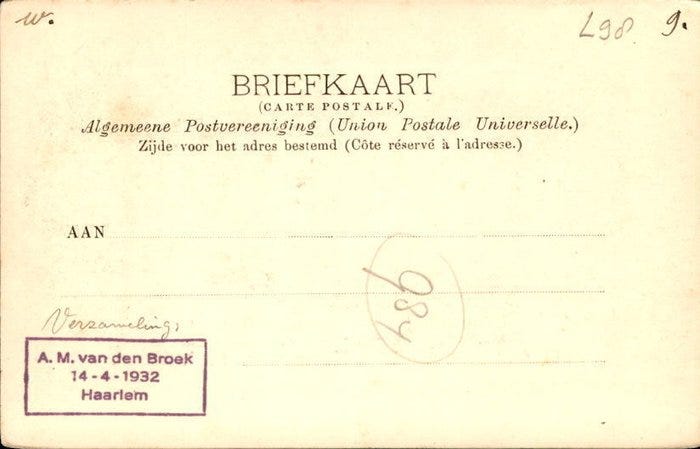 w.
L98 9.
BRIEFKAART
(CARTE POSTALE.)
Algemeene Postvereeniging (Union Postale Universelle.)
Zijde voor het adres bestemd (Côte réservé à l'adresse.)
AAN
984
Verzameling,
A. M. van den Broek
14-4-1932
Haarlem